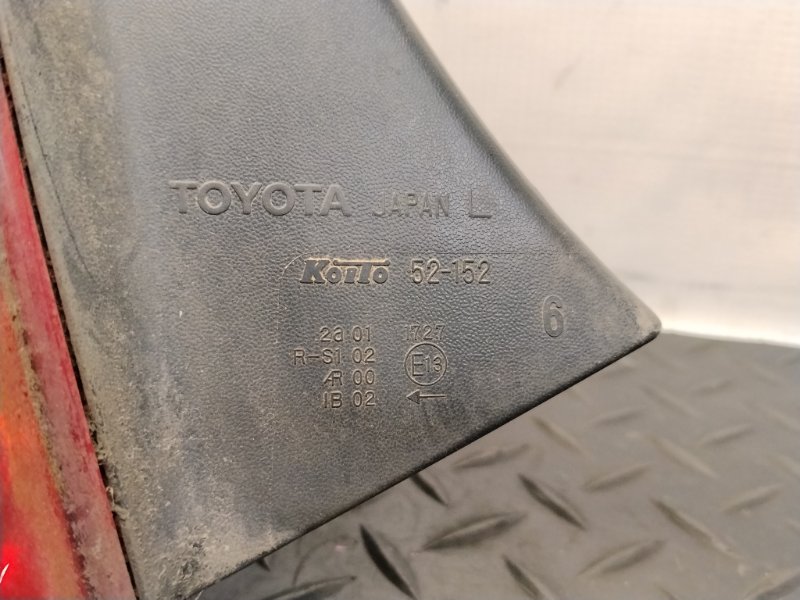 TOYOTA JAPAN L
KOITO 52-152
6
2a 01 1727
R-S1 02 E13
AR 00
IB 02 ←